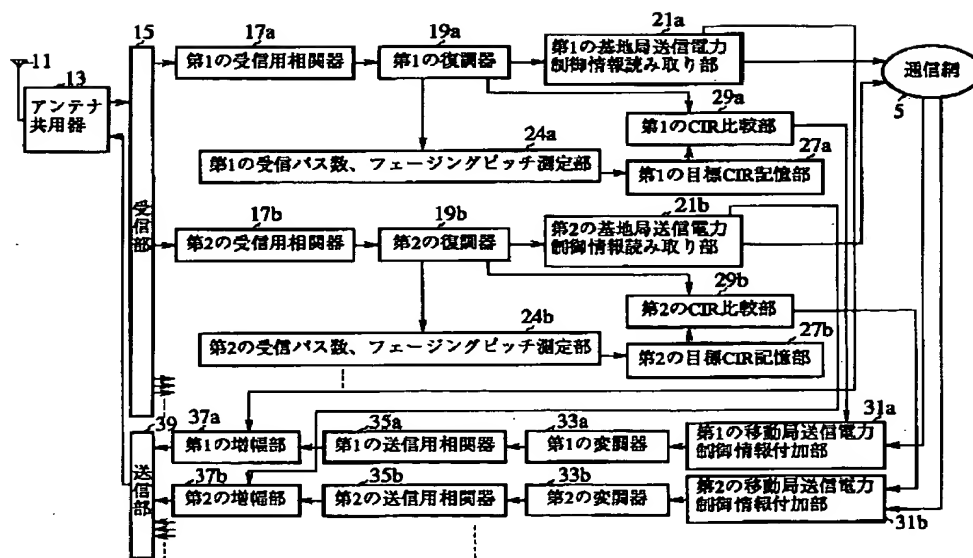 11
13
アンテナ
共用器
15
受信部
17a
第1の受信用相関器
19a
第1の復調器
21a
第1の基地局送信電力
制御情報読み取り部
通信網
5
29a
第1のCIR比較部
24a
第1の受信パス数、フェージングピッチ測定部
27a
第1の目標CIR記憶部
17b
第2の受信用相関器
19b
第2の復調器
21b
第2の基地局送信電力
制御情報読み取り部
29b
第2のCIR比較部
24b
第2の受信パス数、フェージングピッチ測定部
27b
第2の目標CIR記憶部
39
送信部
37a
第1の増幅部
35a
第1の送信用相関器
33a
第1の変調器
31a
第1の移動局送信電力
制御情報付加部
37b
第2の増幅部
35b
第2の送信用相関器
33b
第2の変調器
第2の移動局送信電力
制御情報付加部
31b